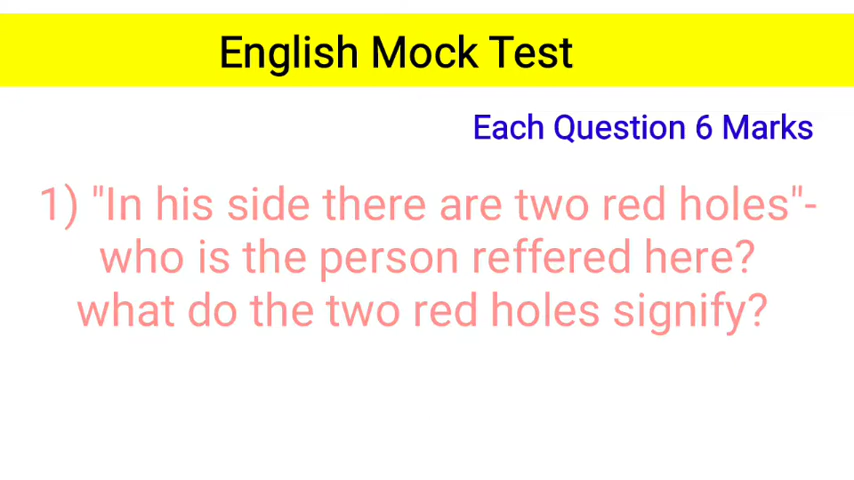 English Mock Test
Each Question 6 Marks
1) "In his side there are two red holes"-
who is the person reffered here?
what do the two red holes signify?